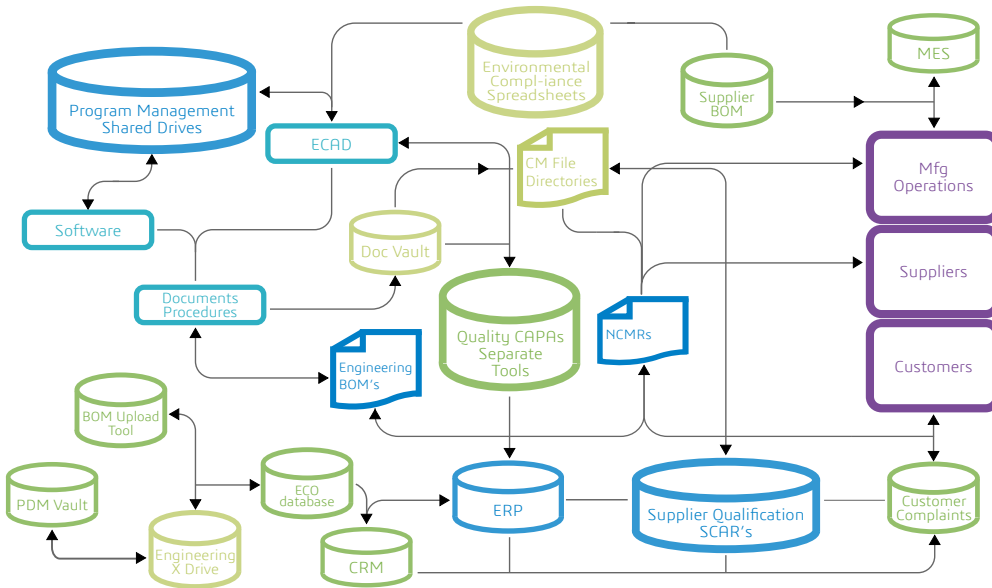 Environmental
Compl-iance
Spreadsheets
MES
Program Management
Shared Drives
Supplier
BOM
ECAD
CM File
Directories
Mfg
Operations
Software
Doc Vault
Suppliers
Documents
Procedures
Quality CAPAs
Separate
Tools
NCMRs
Engineering
BOM's
Customers
BOM Upload
Tool
PDM Vault
ECO
database
ERP
Supplier Qualification
SCAR's
Customer
Complaints
Engineering
X Drive
CRM